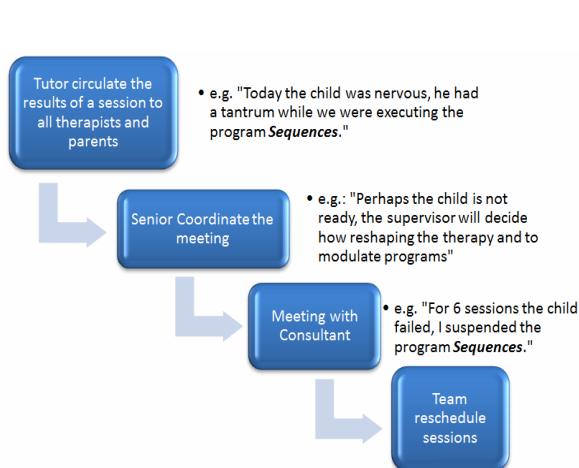 Tutor circulate the
results of a session to
all therapists and
parents
• e.g. "Today the child was nervous, he had
a tantrum while we were executing the
program Sequences."
Senior Coordinate the
meeting
• e.g.: "Perhaps the child is not
ready, the supervisor will decide
how reshaping the therapy and to
modulate programs"
Meeting with
Consultant
• e.g. "For 6 sessions the child
failed, I suspended the
program Sequences."
Team
reschedule
sessions